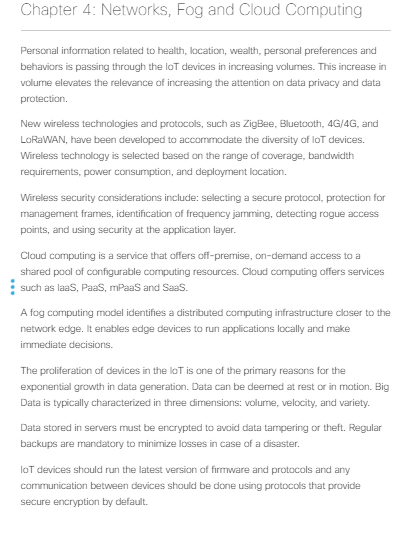 Chapter 4: Networks, Fog and Cloud Computing
Personal information related to health, location, wealth, personal preferences and
behaviors is passing through the IoT devices in increasing volumes. This increase in
volume elevates the relevance of increasing the attention on data privacy and data
protection.
New wireless technologies and protocols, such as ZigBee, Bluetooth, 4G/4G, and
LoRaWAN, have been developed to accommodate the diversity of IoT devices.
Wireless technology is selected based on the range of coverage, bandwidth
requirements, power consumption, and deployment location.
Wireless security considerations include: selecting a secure protocol, protection for
management frames, identification of frequency jamming, detecting rogue access
points, and using security at the application layer.
Cloud computing is a service that offers off-premise, on-demand access to a
shared pool of configurable computing resources. Cloud computing offers services
such as IaaS, PaaS, mPaaS and SaaS.
A fog computing model identifies a distributed computing infrastructure closer to the
network edge. It enables edge devices to run applications locally and make
immediate decisions.
The proliferation of devices in the IoT is one of the primary reasons for the
exponential growth in data generation. Data can be deemed at rest or in motion. Big
Data is typically characterized in three dimensions: volume, velocity, and variety.
Data stored in servers must be encrypted to avoid data tampering or theft. Regular
backups are mandatory to minimize losses in case of a disaster.
IoT devices should run the latest version of firmware and protocols and any
communication between devices should be done using protocols that provide
secure encryption by default.